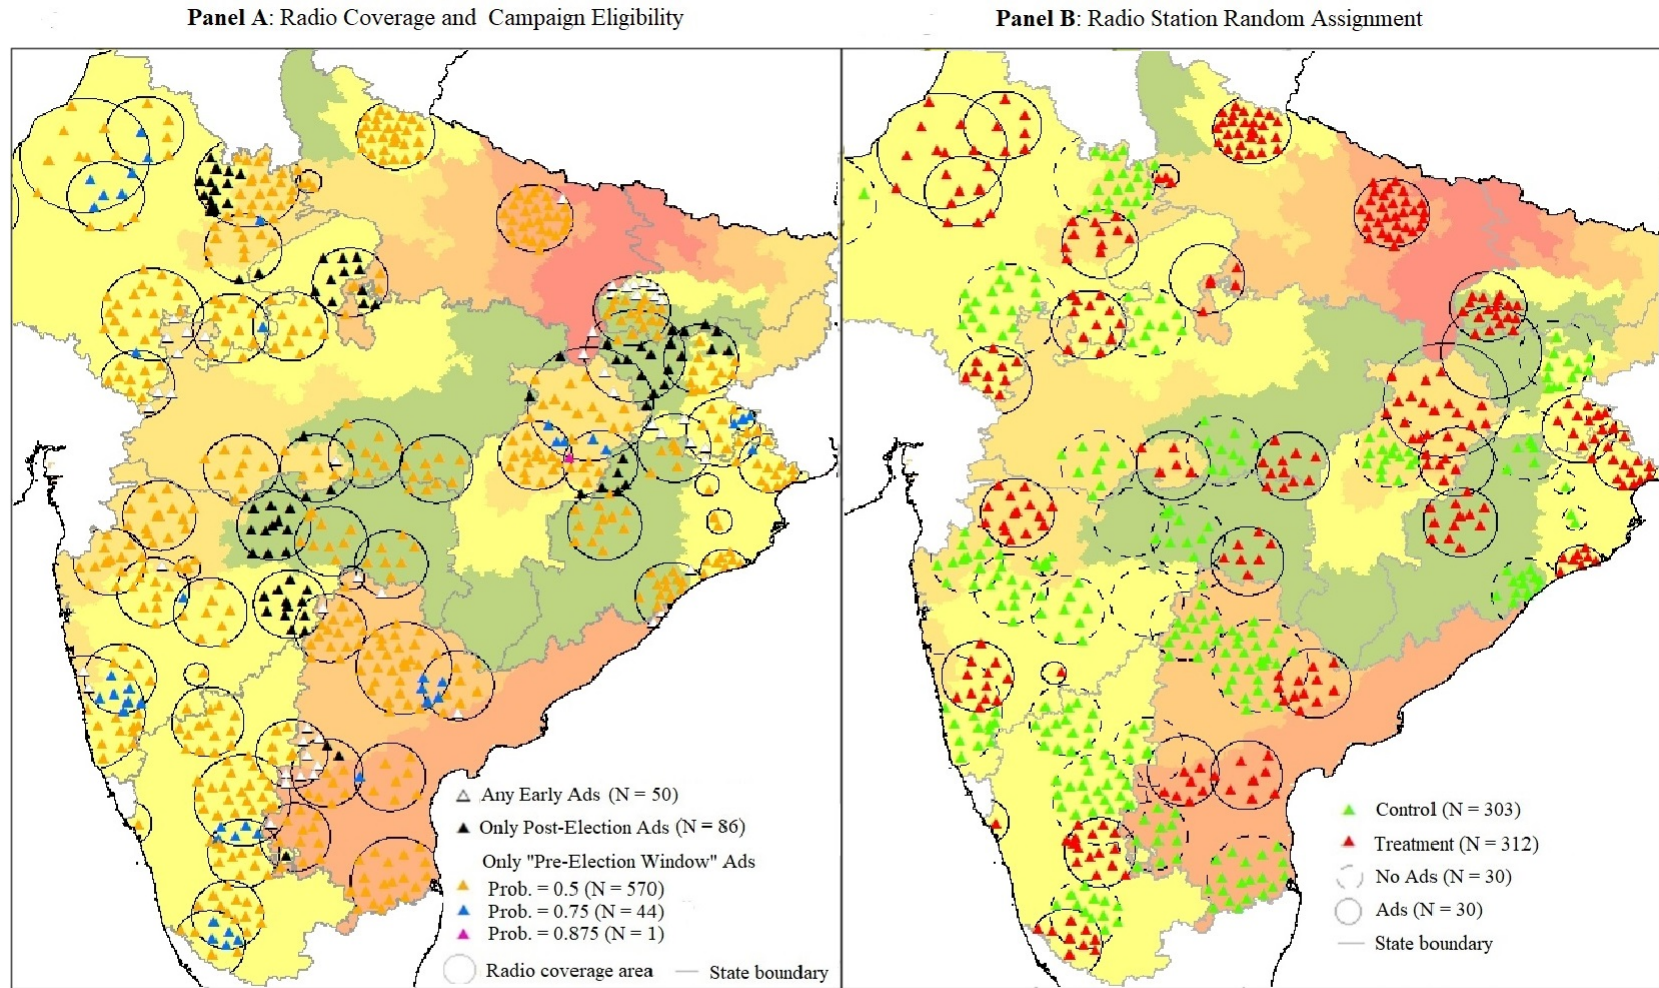 Panel A: Radio Coverage and Campaign Eligibility
Panel B: Radio Station Random Assignment
Any Early Ads (N = 50)
Only Post-Election Ads (N = 86)
Only "Pre-Election Window" Ads
Prob. = 0.5 (N = 570)
Prob. = 0.75 (N = 44)
Prob. = 0.875 (N = 1)
Radio coverage area
State boundary
Control (N = 303)
Treatment (N = 312)
No Ads (N = 30)
Ads (N = 30)
State boundary